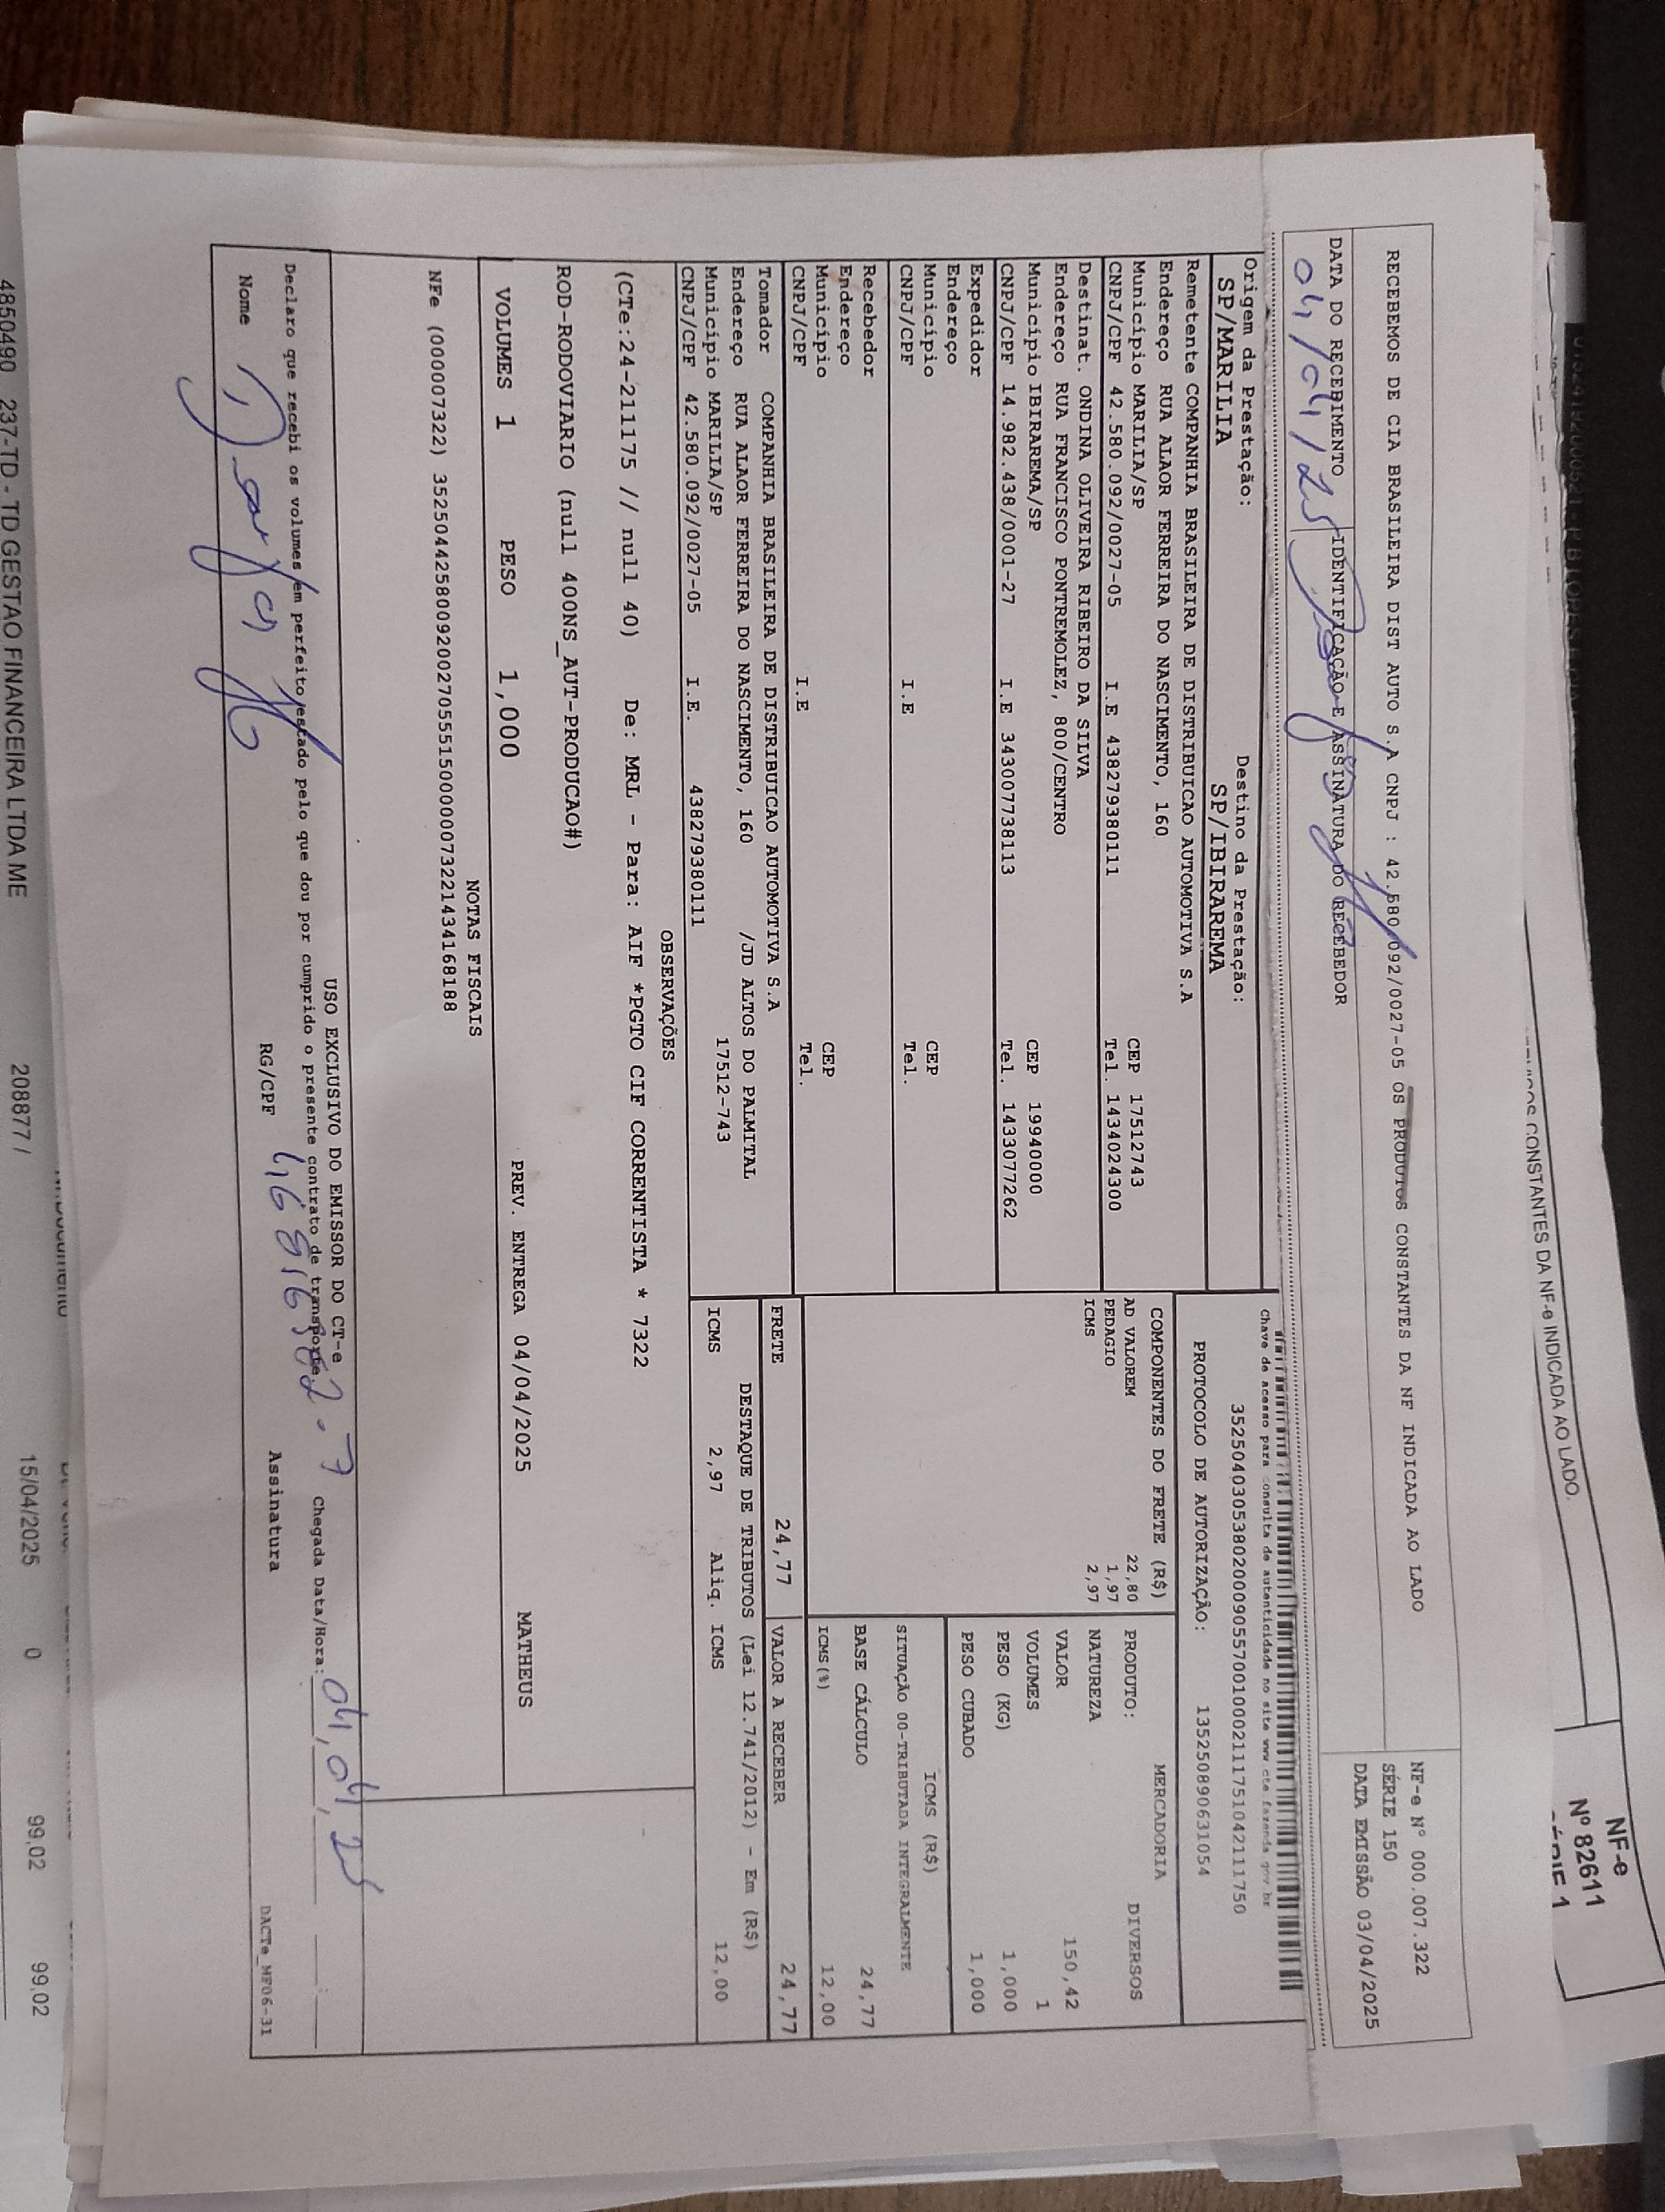 RECEBEMOS DE CIA BRASILEIRA DIST AUTO S.A CNPJ : 42.580.092/0027-05 OS PRODUTOS CONSTANTES DA NF INDICADA AO LADO
DATA DO RECEBIMENTO
04/04/25
IDENTIFICAÇÃO E ASSINATURA DO RECEBEDOR
NF-e N° 000.007.322
SÉRIE 150
DATA EMISSÃO 03/04/2025
Origem da Prestação:
SP/MARILIA
Destino da Prestação:
SP/IBIRAREMA
Chave de acesso para consulta de autenticidade no site www cte fazenda gov br
35250403053802000905570010002111751042111750
PROTOCOLO DE AUTORIZAÇÃO: 135250890631054
Remetente COMPANHIA BRASILEIRA DE DISTRIBUICAO AUTOMOTIVA S.A
Endereço RUA ALAOR FERREIRA DO NASCIMENTO, 160
Município MARILIA/SP CEP 17512743
CNPJ/CPF 42.580.092/0027-05 I.E 438279380111 Tel. 1434024300
Destinat. ONDINA OLIVEIRA RIBEIRO DA SILVA
Endereço RUA FRANCISCO PONTREMOLEZ, 800/CENTRO
Município IBIRAREMA/SP CEP 19940000
CNPJ/CPF 14.982.438/0001-27 I.E 343007738113 Tel. 1433077262
Expedidor
Endereço
Município CEP
CNPJ/CPF I.E Tel.
Recebedor
Endereço
Município CEP
CNPJ/CPF I.E Tel.
Tomador COMPANHIA BRASILEIRA DE DISTRIBUICAO AUTOMOTIVA S.A
Endereço RUA ALAOR FERREIRA DO NASCIMENTO, 160 /JD ALTOS DO PALMITAL
Município MARILIA/SP 17512-743
CNPJ/CPF 42.580.092/0027-05 I.E. 438279380111
COMPONENTES DO FRETE (R$)
AD VALOREM 22,80
PEDAGIO 1,97
ICMS 2,97
MERCADORIA
PRODUTO: DIVERSOS
NATUREZA
VALOR 150,42
VOLUMES 1
PESO (KG) 1,000
PESO CUBADO 1,000
ICMS (R$)
SITUAÇÃO 00-TRIBUTADA INTEGRALMENTE
BASE CÁLCULO 24,77
ICMS(%) 12,00
FRETE 24,77
VALOR A RECEBER 24,77
DESTAQUE DE TRIBUTOS (Lei 12.741/2012) - Em (R$)
ICMS 2,97 Aliq. ICMS 12,00
OBSERVAÇÕES
(CTe:24-211175 // null 40) De: MRL - Para: AIF *PGTO CIF CORRENTISTA * 7322
ROD-RODOVIARIO (null 400NS_AUT-PRODUCAO#)
VOLUMES 1 PESO 1,000 PREV. ENTREGA 04/04/2025 MATHEUS
NOTAS FISCAIS
NFe (000007322) 35250442580092002705551500000073221434168188
USO EXCLUSIVO DO EMISSOR DO CT-e
Declaro que recebi os volumes em perfeito estado pelo que dou por cumprido o presente contrato de transporte.
Chegada Data/Hora: 04/04/25
Nome
RG/CPF
Assinatura
DACTe_MF06-31
CONSTANTES DA NF-e INDICADA AO LADO.
NF-e
Nº 82611
4850490 237-TD - TD GESTAO FINANCEIRA LTDA ME 208877 / 15/04/2025 0 99,02 99,02